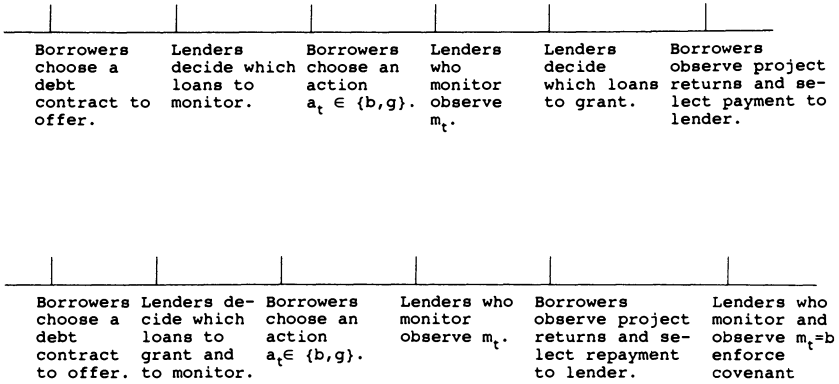 Borrowers
choose a
debt
contract to
offer.
Lenders
decide which
loans to
monitor.
Borrowers
choose an
action
a_t ∈ {b,g}.
Lenders
who
monitor
observe
m_t.
Lenders
decide
which loans
to grant.
Borrowers
observe project
returns and se-
lect payment to
lender.
Borrowers
choose a
debt
contract
to offer.
Lenders de-
cide which
loans to
grant and
to monitor.
Borrowers
choose an
action
a_t∈ {b,g}.
Lenders who
monitor
observe m_t.
Borrowers
observe project
returns and se-
lect repayment
to lender.
Lenders who
monitor and
observe m_t=b
enforce
covenant